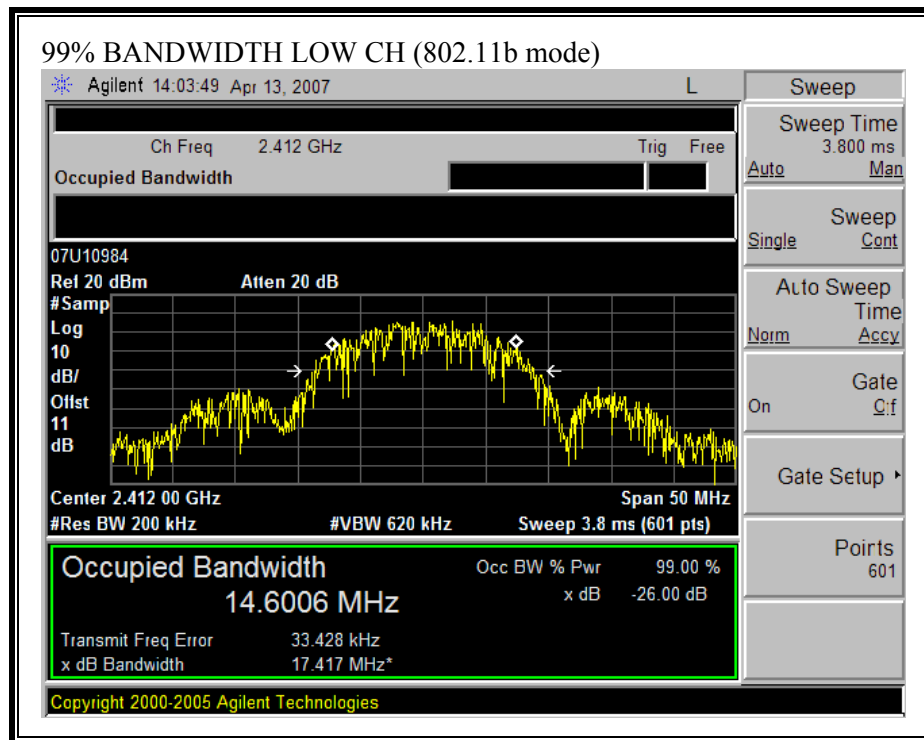 99% BANDWIDTH LOW CH (802.11b mode)
Agilent 14:03:49 Apr 13, 2007 L
Ch Freq 2.412 GHz Trig Free
Occupied Bandwidth
07U10984
Ref 20 dBm Atten 20 dB
#Samp
Log
10
dB/
Offst
11
dB
Center 2.412 00 GHz Span 50 MHz
#Res BW 200 kHz #VBW 620 kHz Sweep 3.8 ms (601 pts)
Occupied Bandwidth
14.6006 MHz
Occ BW % Pwr 99.00 %
x dB -26.00 dB
Transmit Freq Error 33.428 kHz
x dB Bandwidth 17.417 MHz*
Copyright 2000-2005 Agilent Technologies
Sweep
Sweep Time
3.800 ms
Auto Man
Sweep
Single Cont
Auto Sweep
Time
Norm Accy
Gate
On Off
Gate Setup
Points
601